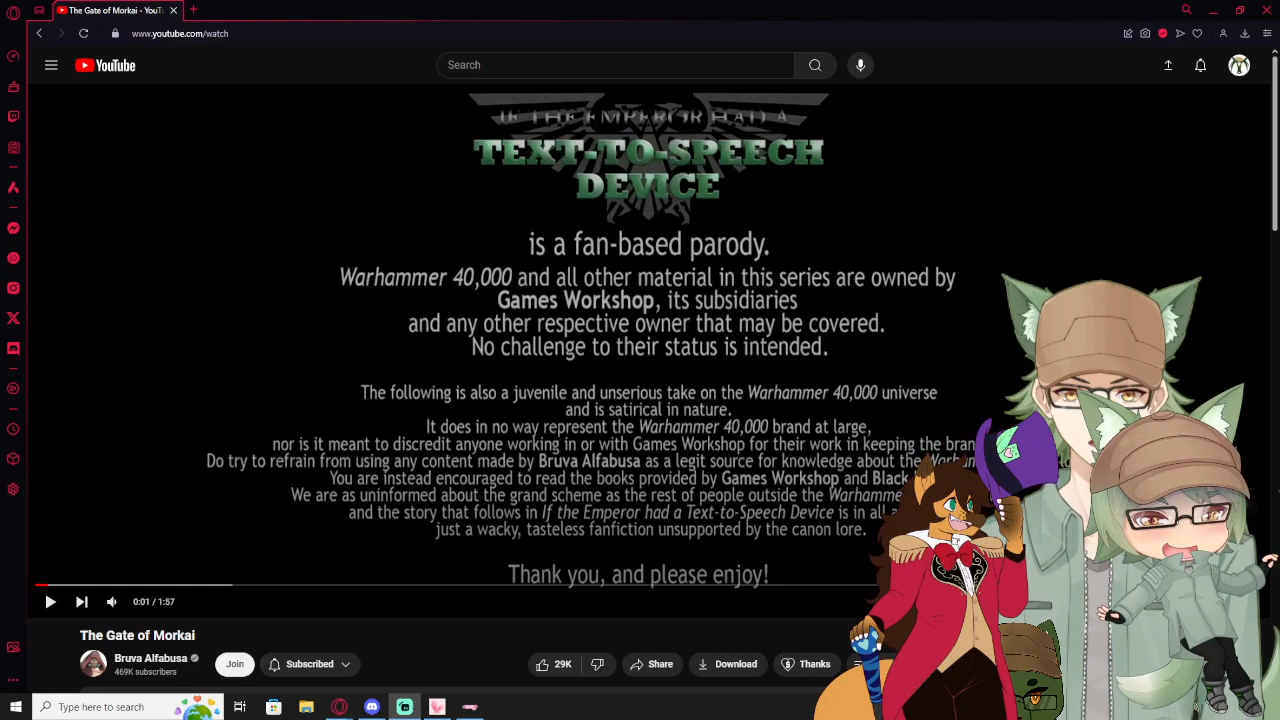 The Gate of Morkai - YouT
www.youtube.com/watch
YouTube
Search
IF THE EMPEROR HAD A
TEXT-TO-SPEECH
DEVICE
is a fan-based parody.
Warhammer 40,000 and all other material in this series are owned by
Games Workshop, its subsidiaries
and any other respective owner that may be covered.
No challenge to their status is intended.
The following is also a juvenile and unserious take on the Warhammer 40,000 universe
and is satirical in nature.
It does in no way represent the Warhammer 40,000 brand at large,
nor is it meant to discredit anyone working in or with Games Workshop for their work in keeping the bran
Do try to refrain from using any content made by Bruva Alfabusa as a legit source for knowledge about the
You are instead encouraged to read the books provided by Games Workshop and Black
We are as uninformed about the grand scheme as the rest of people outside the Warhammer
and the story that follows in If the Emperor had a Text-to-Speech Device is in all
just a wacky, tasteless fanfiction unsupported by the canon lore.
Thank you, and please enjoy!
0:01 / 1:57
The Gate of Morkai
Bruva Alfabusa
469K subscribers
Join
Subscribed
29K
Share
Download
Thanks
Type here to search